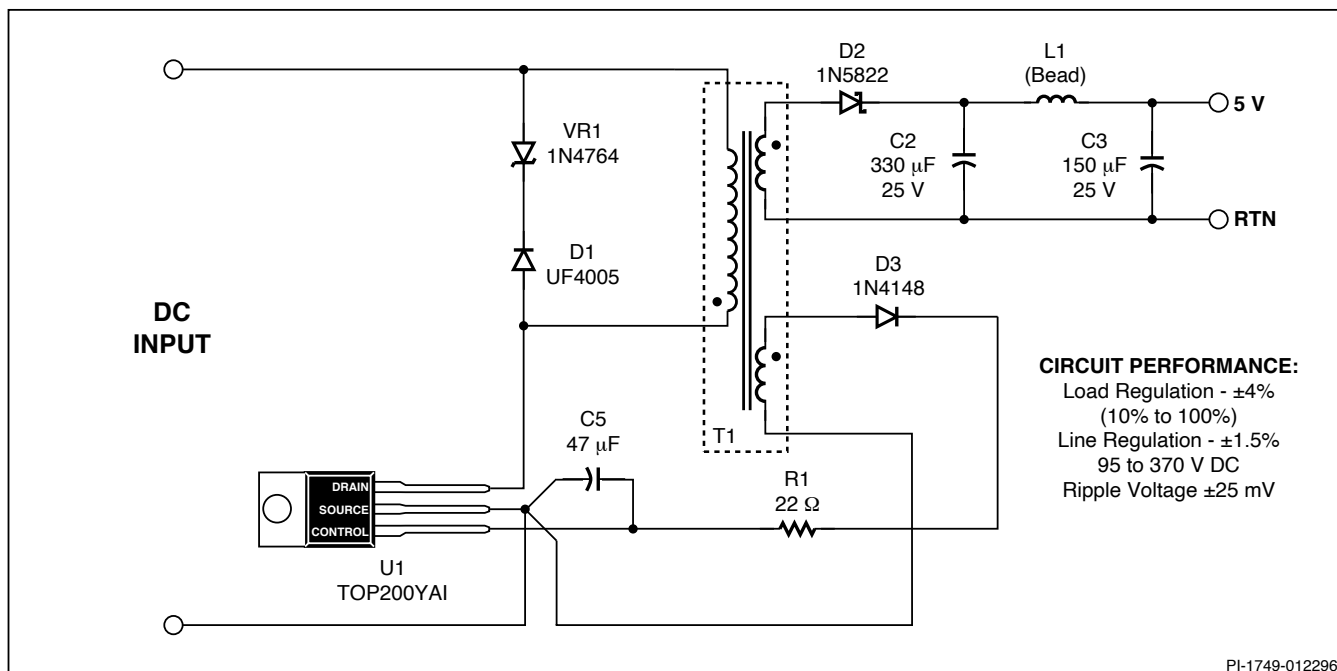 D2
1N5822
L1
(Bead)
5 V
VR1
1N4764
C2
330 µF
25 V
C3
150 µF
25 V
RTN
D1
UF4005
D3
1N4148
DC
INPUT
CIRCUIT PERFORMANCE:
Load Regulation - ±4%
(10% to 100%)
Line Regulation - ±1.5%
95 to 370 V DC
Ripple Voltage ±25 mV
T1
C5
47 µF
R1
22 Ω
DRAIN
SOURCE
CONTROL
U1
TOP200YAI
PI-1749-012296